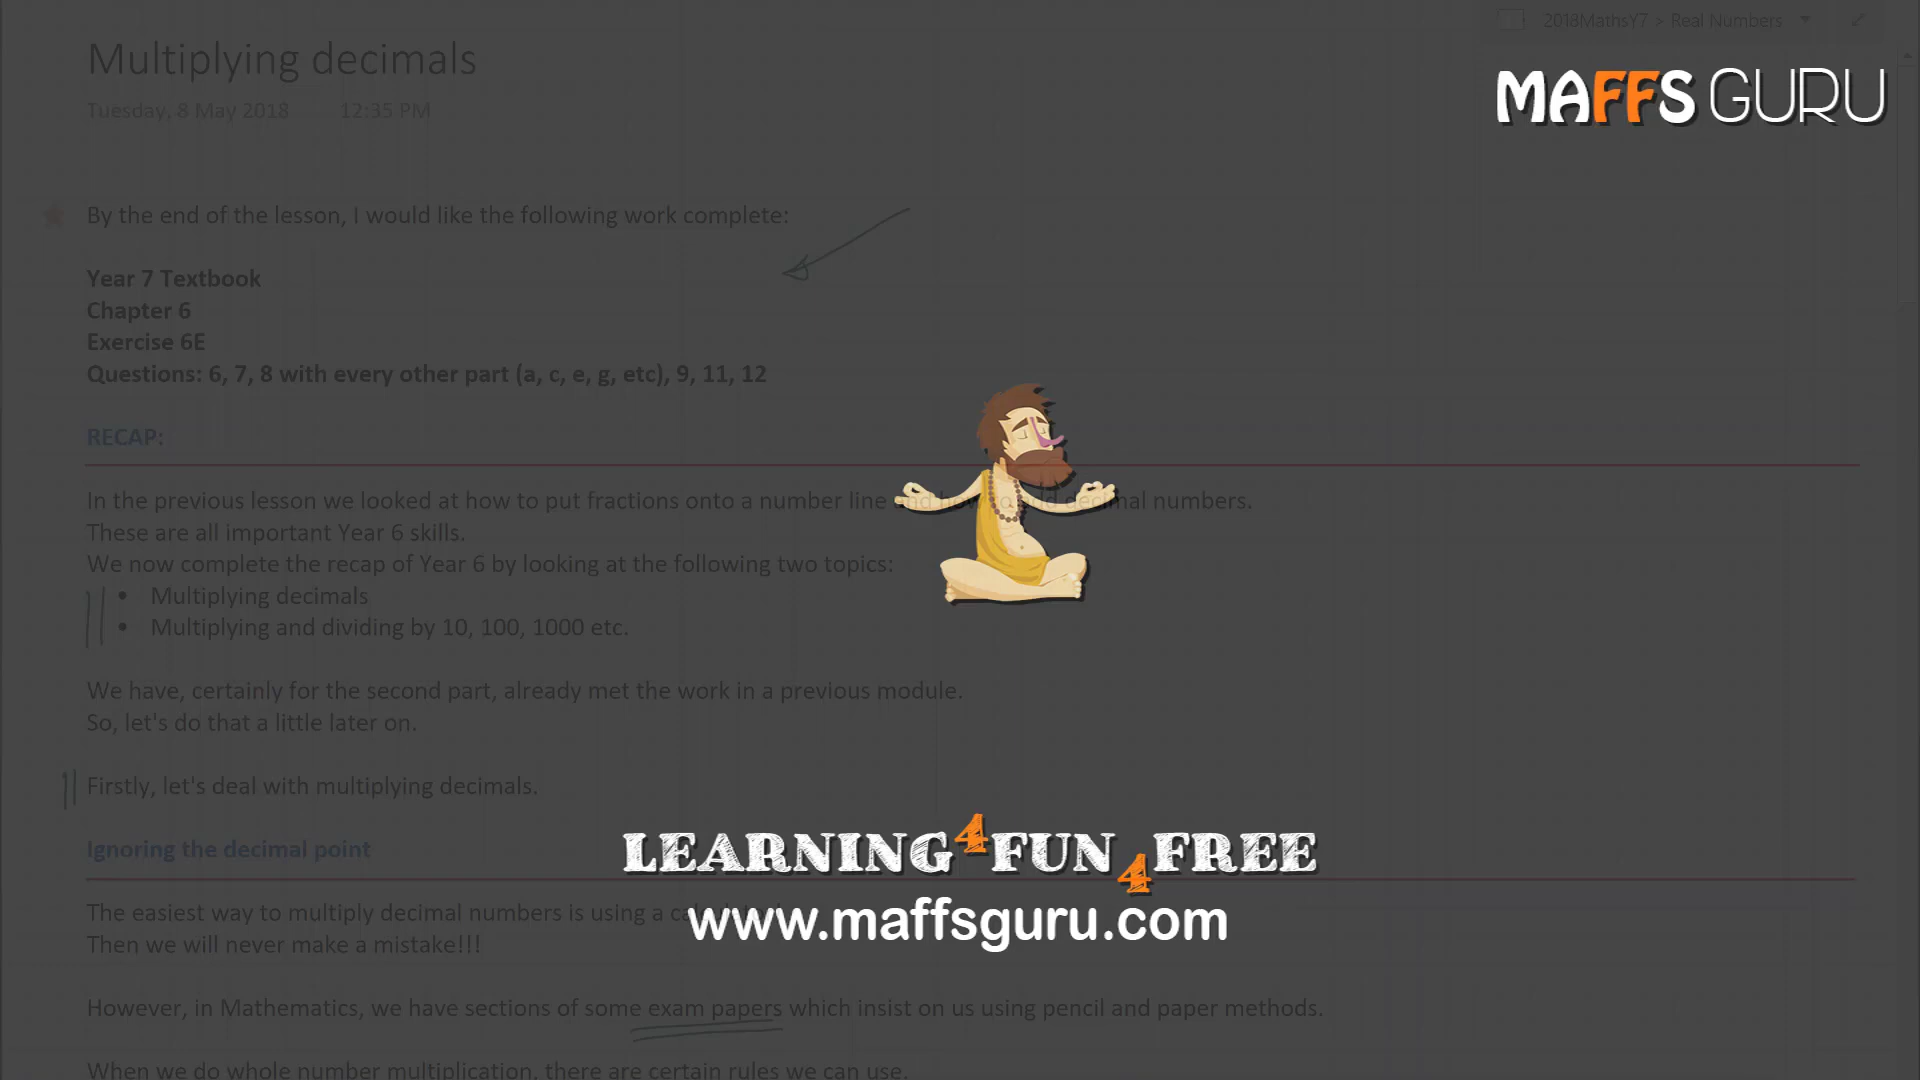 2018MathsY7 > Real Numbers
Multiplying decimals
MAFFS GURU
Tuesday, 8 May 2018 12:35 PM
By the end of the lesson, I would like the following work complete:
Year 7 Textbook
Chapter 6
Exercise 6E
Questions: 6, 7, 8 with every other part (a, c, e, g, etc), 9, 11, 12
RECAP:
In the previous lesson we looked at how to put fractions onto a number line and how to add decimal numbers.
These are all important Year 6 skills.
We now complete the recap of Year 6 by looking at the following two topics:
• Multiplying decimals
• Multiplying and dividing by 10, 100, 1000 etc.
We have, certainly for the second part, already met the work in a previous module.
So, let's do that a little later on.
Firstly, let's deal with multiplying decimals.
Ignoring the decimal point
LEARNING4FUN4FREE
The easiest way to multiply decimal numbers is using a
www.maffsguru.com
Then we will never make a mistake!!!
However, in Mathematics, we have sections of some exam papers which insist on us using pencil and paper methods.
When we do whole number multiplication, there are certain rules we can use.